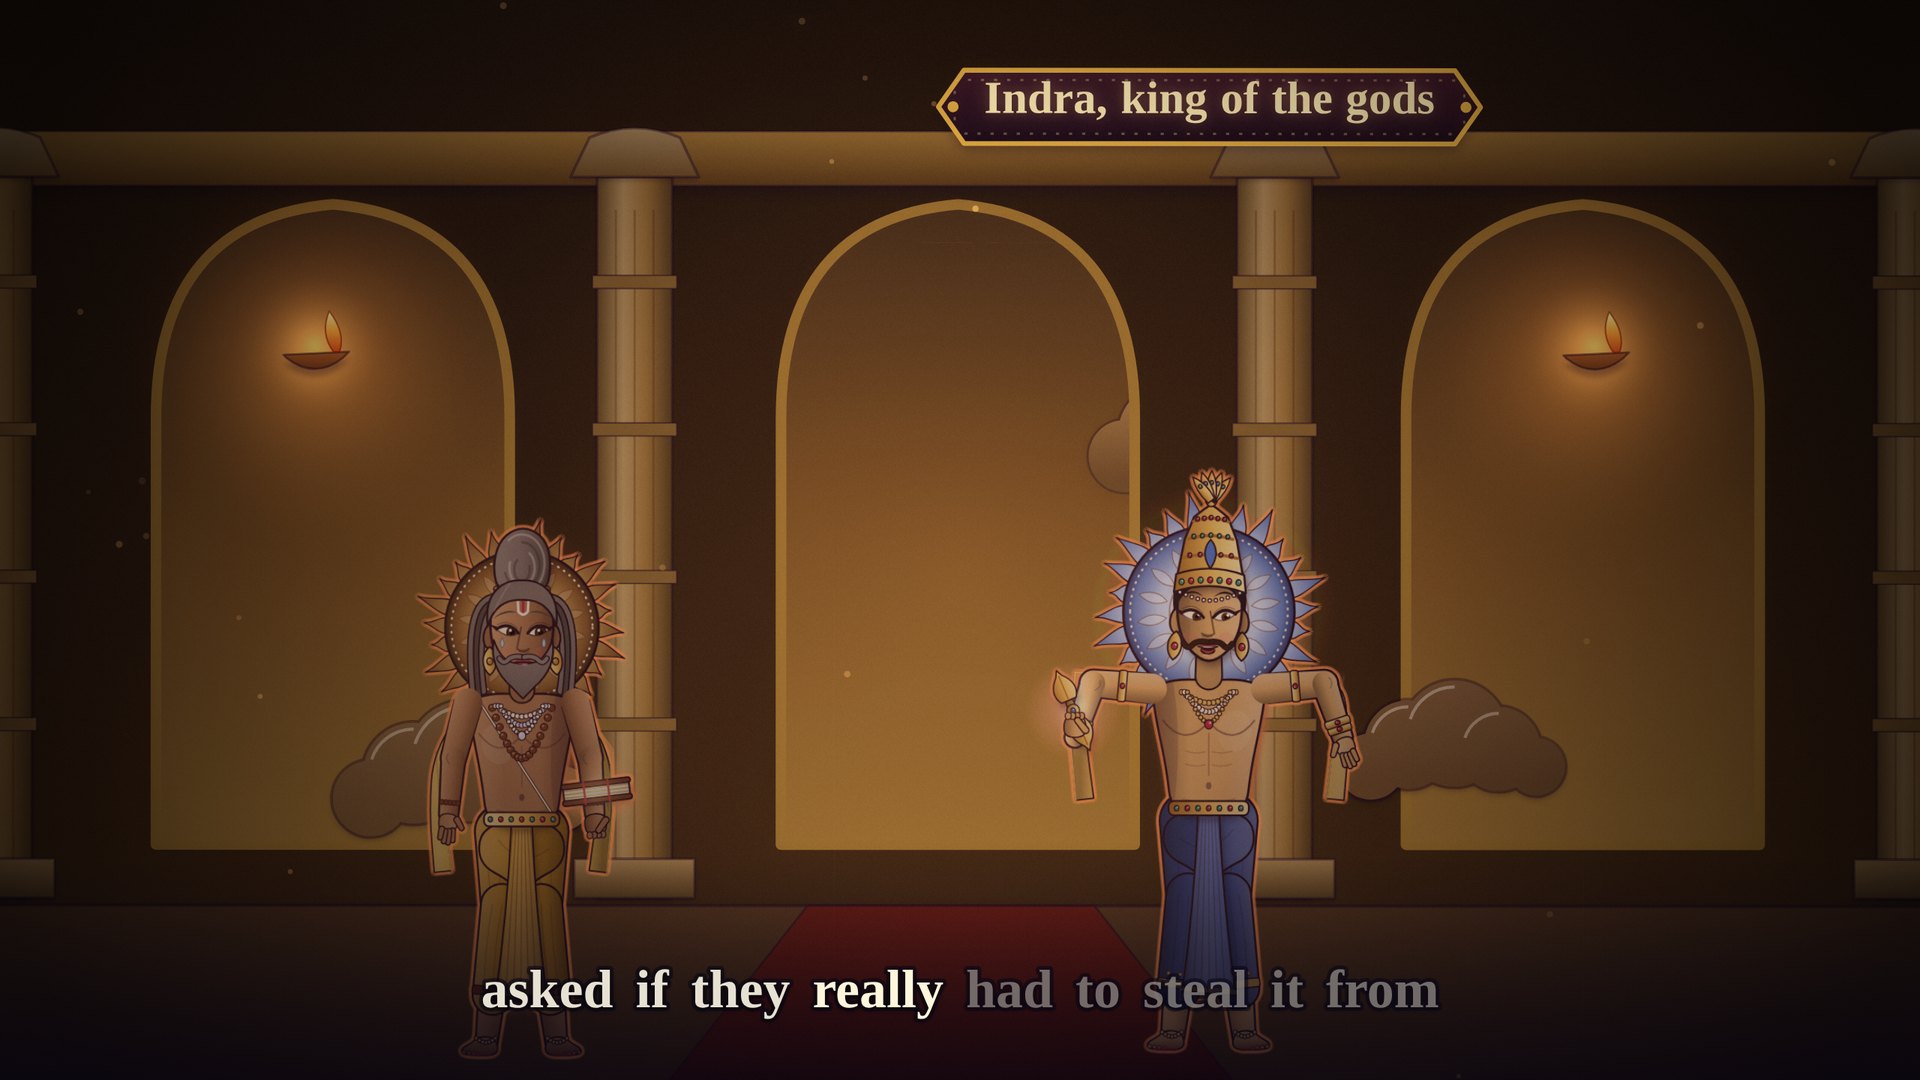 Indra, king of the gods
asked if they really had to steal it from